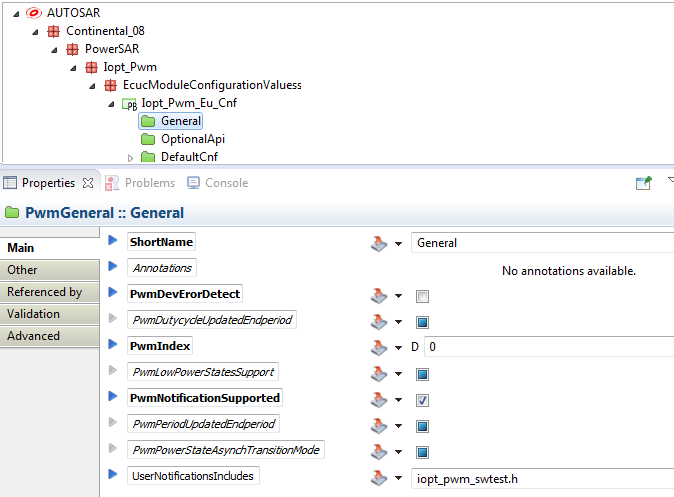 AUTOSAR
Continental_08
PowerSAR
Iopt_Pwm
EcucModuleConfigurationValuess
PB Iopt_Pwm_Eu_Cnf
General
OptionalApi
DefaultCnf
Properties Problems Console
PwmGeneral :: General
Main
Other
Referenced by
Validation
Advanced
ShortName General
Annotations No annotations available.
PwmDevErorDetect
PwmDutycycleUpdatedEndperiod
PwmIndex D 0
PwmLowPowerStatesSupport
PwmNotificationSupported
PwmPeriodUpdatedEndperiod
PwmPowerStateAsynchTransitionMode
UserNotificationsIncludes iopt_pwm_swtest.h